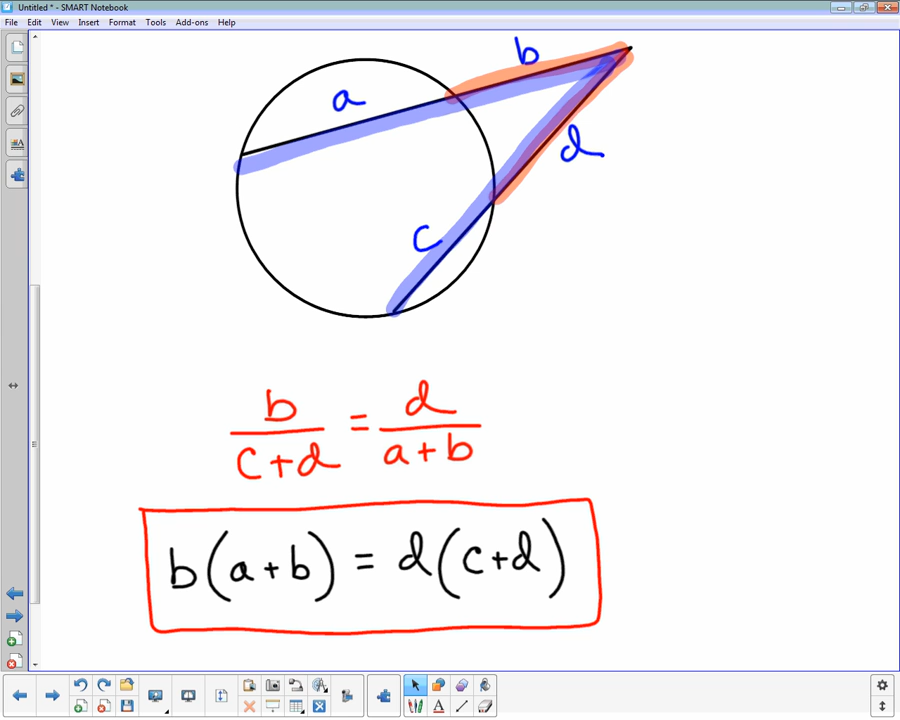 Untitled * - SMART Notebook
File Edit View Insert Format Tools Add-ons Help
b
a
d
c
b/(c+d) = d/(a+b)
b(a+b) = d(c+d)